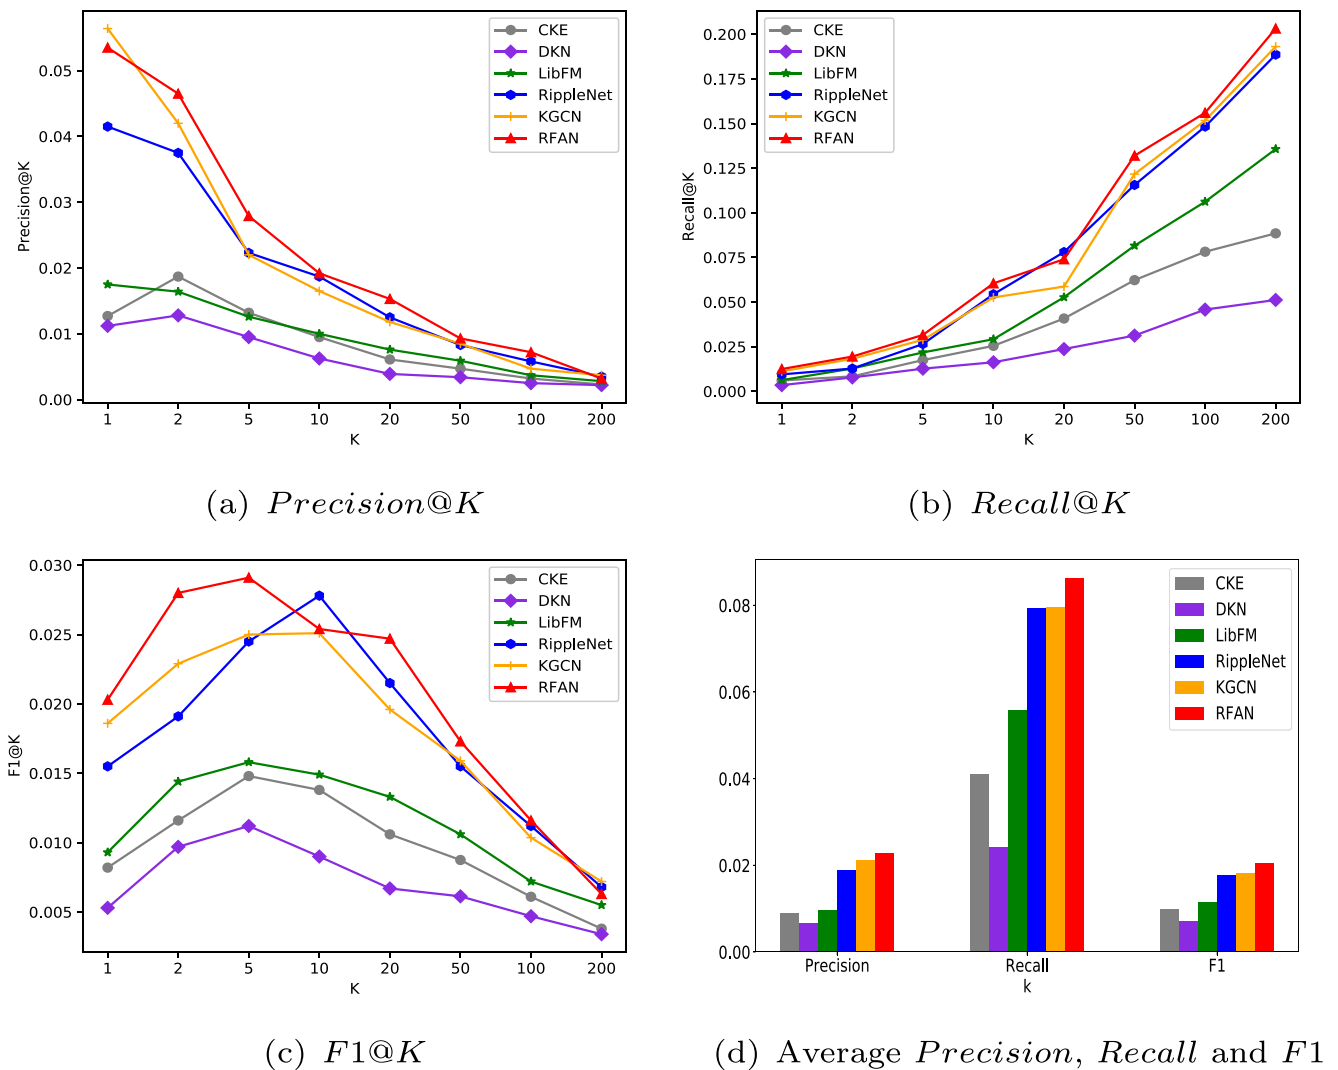 CKE
DKN
LibFM
RippleNet
KGCN
RFAN
0.05
0.04
0.03
0.02
0.01
0.00
Precision@K
1 2 5 10 20 50 100 200
K
(a) Precision@K
CKE
DKN
LibFM
RippleNet
KGCN
RFAN
0.200
0.175
0.150
0.125
0.100
0.075
0.050
0.025
0.000
Recall@K
1 2 5 10 20 50 100 200
K
(b) Recall@K
CKE
DKN
LibFM
RippleNet
KGCN
RFAN
0.030
0.025
0.020
0.015
0.010
0.005
F1@K
1 2 5 10 20 50 100 200
K
(c) F1@K
CKE
DKN
LibFM
RippleNet
KGCN
RFAN
0.08
0.06
0.04
0.02
0.00
Precision Recall F1
k
(d) Average Precision, Recall and F1